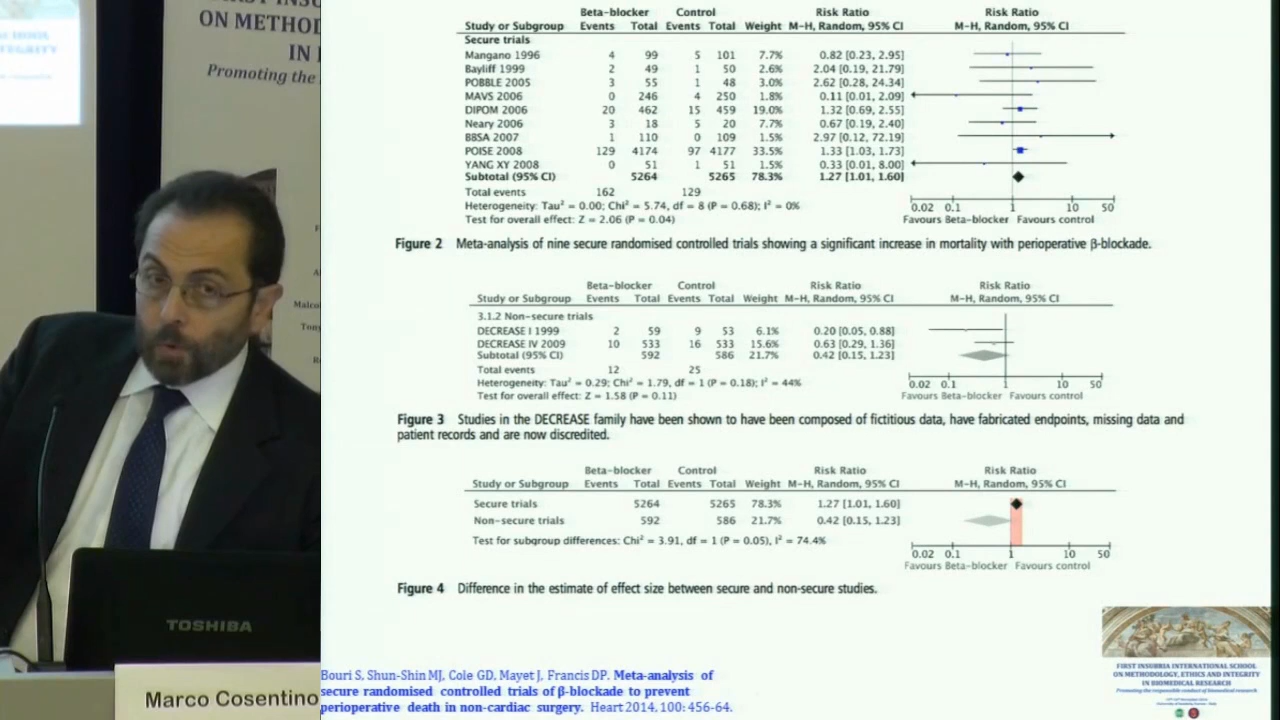 ON METHODOL
IN
Promoting the
Malco
Tony
TOSHIBA
Marco Cosentino
Beta-blocker Control Risk Ratio Risk Ratio
Study or Subgroup Events Total Events Total Weight M-H, Random, 95% CI M-H, Random, 95% CI
Secure trials
Mangano 1996 4 99 5 101 7.7% 0.82 [0.23, 2.95]
Bayliff 1999 2 49 1 50 2.6% 2.04 [0.19, 21.79]
POBBLE 2005 3 55 1 48 3.0% 2.62 [0.28, 24.34]
MAVS 2006 0 246 4 250 1.8% 0.11 [0.01, 2.09]
DIPOM 2006 20 462 15 459 19.0% 1.32 [0.69, 2.55]
Neary 2006 3 18 5 20 7.7% 0.67 [0.19, 2.40]
BBSA 2007 1 110 0 109 1.5% 2.97 [0.12, 72.19]
POISE 2008 129 4174 97 4177 33.5% 1.33 [1.03, 1.73]
YANG XY 2008 0 51 1 51 1.5% 0.33 [0.01, 8.00]
Subtotal (95% CI) 5264 5265 78.3% 1.27 [1.01, 1.60]
Total events 162 129
Heterogeneity: Tau² = 0.00; Chi² = 5.74, df = 8 (P = 0.68); I² = 0%
Test for overall effect: Z = 2.06 (P = 0.04)
0.02 0.1 1 10 50
Favours Beta-blocker Favours control
Figure 2 Meta-analysis of nine secure randomised controlled trials showing a significant increase in mortality with perioperative β-blockade.
Beta-blocker Control Risk Ratio Risk Ratio
Study or Subgroup Events Total Events Total Weight M-H, Random, 95% CI M-H, Random, 95% CI
3.1.2 Non-secure trials
DECREASE I 1999 2 59 9 53 6.1% 0.20 [0.05, 0.88]
DECREASE IV 2009 10 533 16 533 15.6% 0.63 [0.29, 1.36]
Subtotal (95% CI) 592 586 21.7% 0.42 [0.15, 1.23]
Total events 12 25
Heterogeneity: Tau² = 0.29; Chi² = 1.79, df = 1 (P = 0.18); I² = 44%
Test for overall effect: Z = 1.58 (P = 0.11)
0.02 0.1 1 10 50
Favours Beta-blocker Favours control
Figure 3 Studies in the DECREASE family have been shown to have been composed of fictitious data, have fabricated endpoints, missing data and
patient records and are now discredited.
Beta-blocker Control Risk Ratio Risk Ratio
Study or Subgroup Events Total Events Total Weight M-H, Random, 95% CI M-H, Random, 95% CI
Secure trials 5264 5265 78.3% 1.27 [1.01, 1.60]
Non-secure trials 592 586 21.7% 0.42 [0.15, 1.23]
Test for subgroup differences: Chi² = 3.91, df = 1 (P = 0.05), I² = 74.4%
0.02 0.1 1 10 50
Favours Beta-blocker Favours control
Figure 4 Difference in the estimate of effect size between secure and non-secure studies.
Bouri S, Shun-Shin MJ, Cole GD, Mayet J, Francis DP. Meta-analysis of
secure randomised controlled trials of β-blockade to prevent
perioperative death in non-cardiac surgery. Heart 2014, 100: 456-64.
FIRST INSUBRIA INTERNATIONAL SCHOOL
ON METHODOLOGY, ETHICS AND INTEGRITY
IN BIOMEDICAL RESEARCH
Promoting the responsible conduct of biomedical research